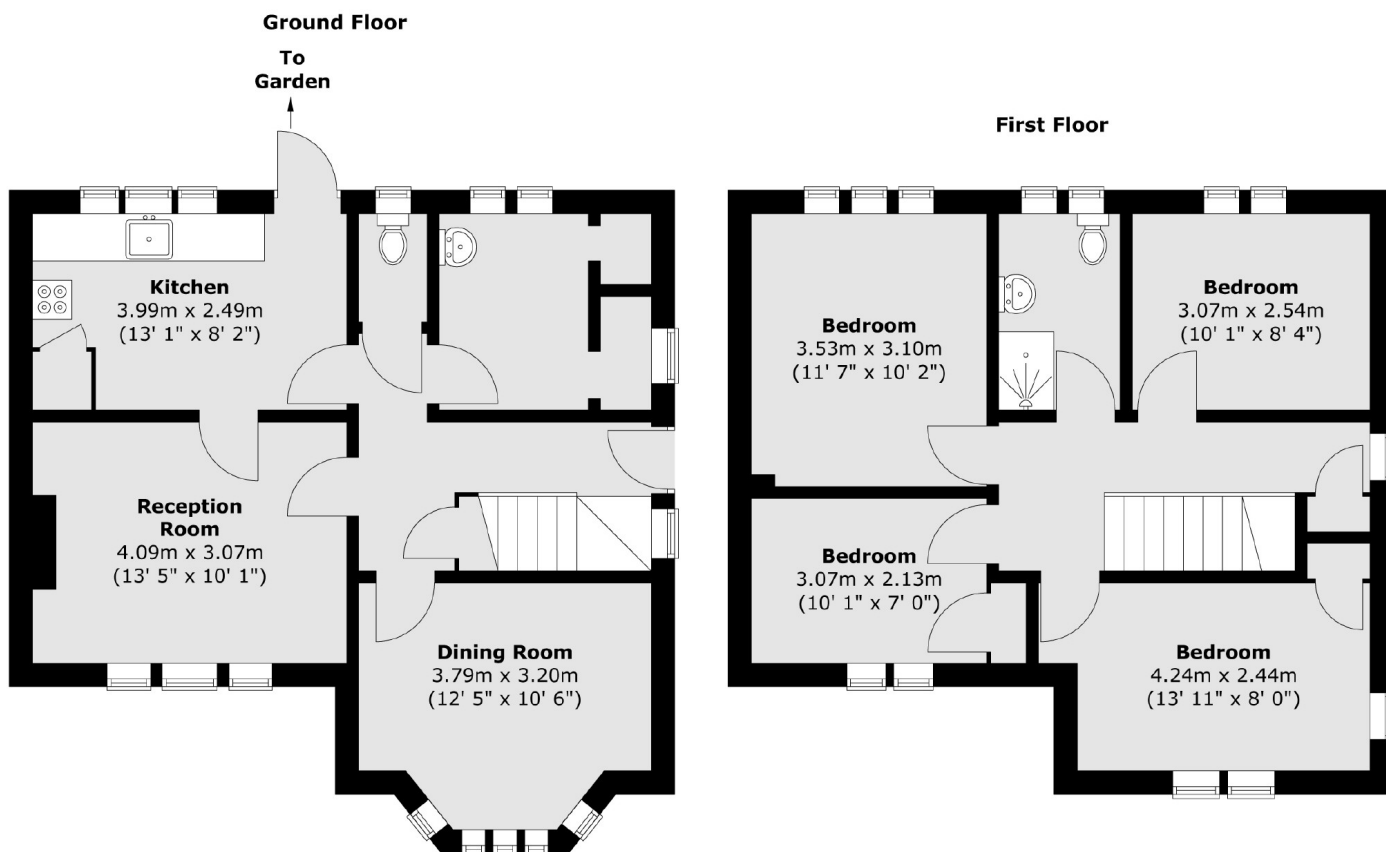 Ground Floor
To
Garden
Kitchen
3.99m x 2.49m
(13' 1" x 8' 2")
Reception
Room
4.09m x 3.07m
(13' 5" x 10' 1")
Dining Room
3.79m x 3.20m
(12' 5" x 10' 6")
First Floor
Bedroom
3.53m x 3.10m
(11' 7" x 10' 2")
Bedroom
3.07m x 2.54m
(10' 1" x 8' 4")
Bedroom
3.07m x 2.13m
(10' 1" x 7' 0")
Bedroom
4.24m x 2.44m
(13' 11" x 8' 0")